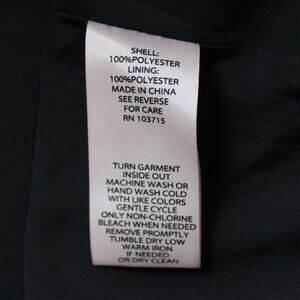 SHELL:
100%POLYESTER
LINING:
100%POLYESTER
MADE IN CHINA
SEE REVERSE
FOR CARE
RN 103715
TURN GARMENT
INSIDE OUT
MACHINE WASH OR
HAND WASH COLD
WITH LIKE COLORS
GENTLE CYCLE
ONLY NON-CHLORINE
BLEACH WHEN NEEDED
REMOVE PROMPTLY
TUMBLE DRY LOW
WARM IRON
IF NEEDED
OR DRY CLEAN